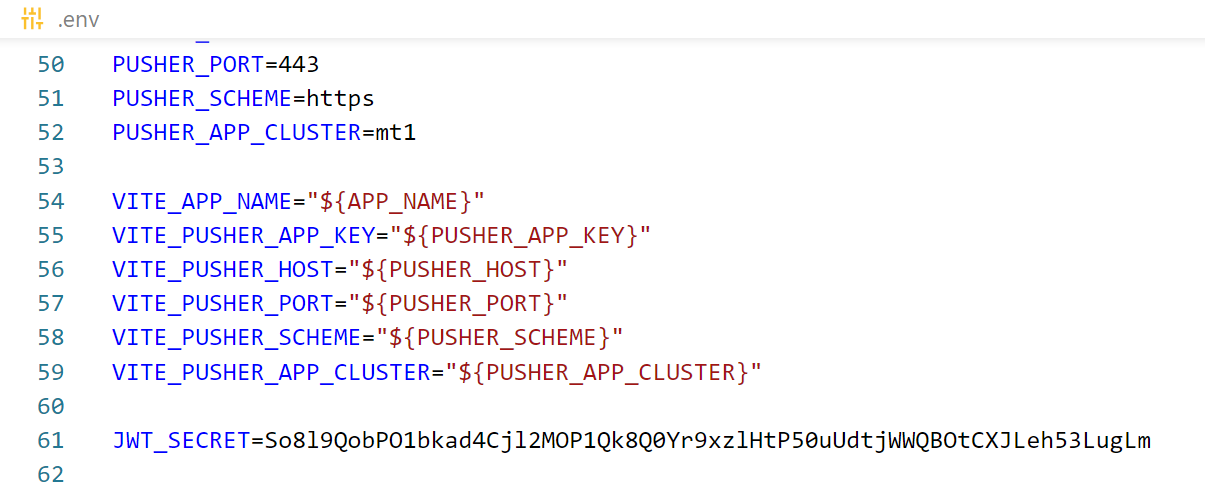 .env
50 PUSHER_PORT=443
51 PUSHER_SCHEME=https
52 PUSHER_APP_CLUSTER=mt1
53
54 VITE_APP_NAME="${APP_NAME}"
55 VITE_PUSHER_APP_KEY="${PUSHER_APP_KEY}"
56 VITE_PUSHER_HOST="${PUSHER_HOST}"
57 VITE_PUSHER_PORT="${PUSHER_PORT}"
58 VITE_PUSHER_SCHEME="${PUSHER_SCHEME}"
59 VITE_PUSHER_APP_CLUSTER="${PUSHER_APP_CLUSTER}"
60
61 JWT_SECRET=So8l9QobPO1bkad4Cjl2MOP1Qk8Q0Yr9xzlHtP50uUdtjWWQBOtCXJLeh53LugLm
62